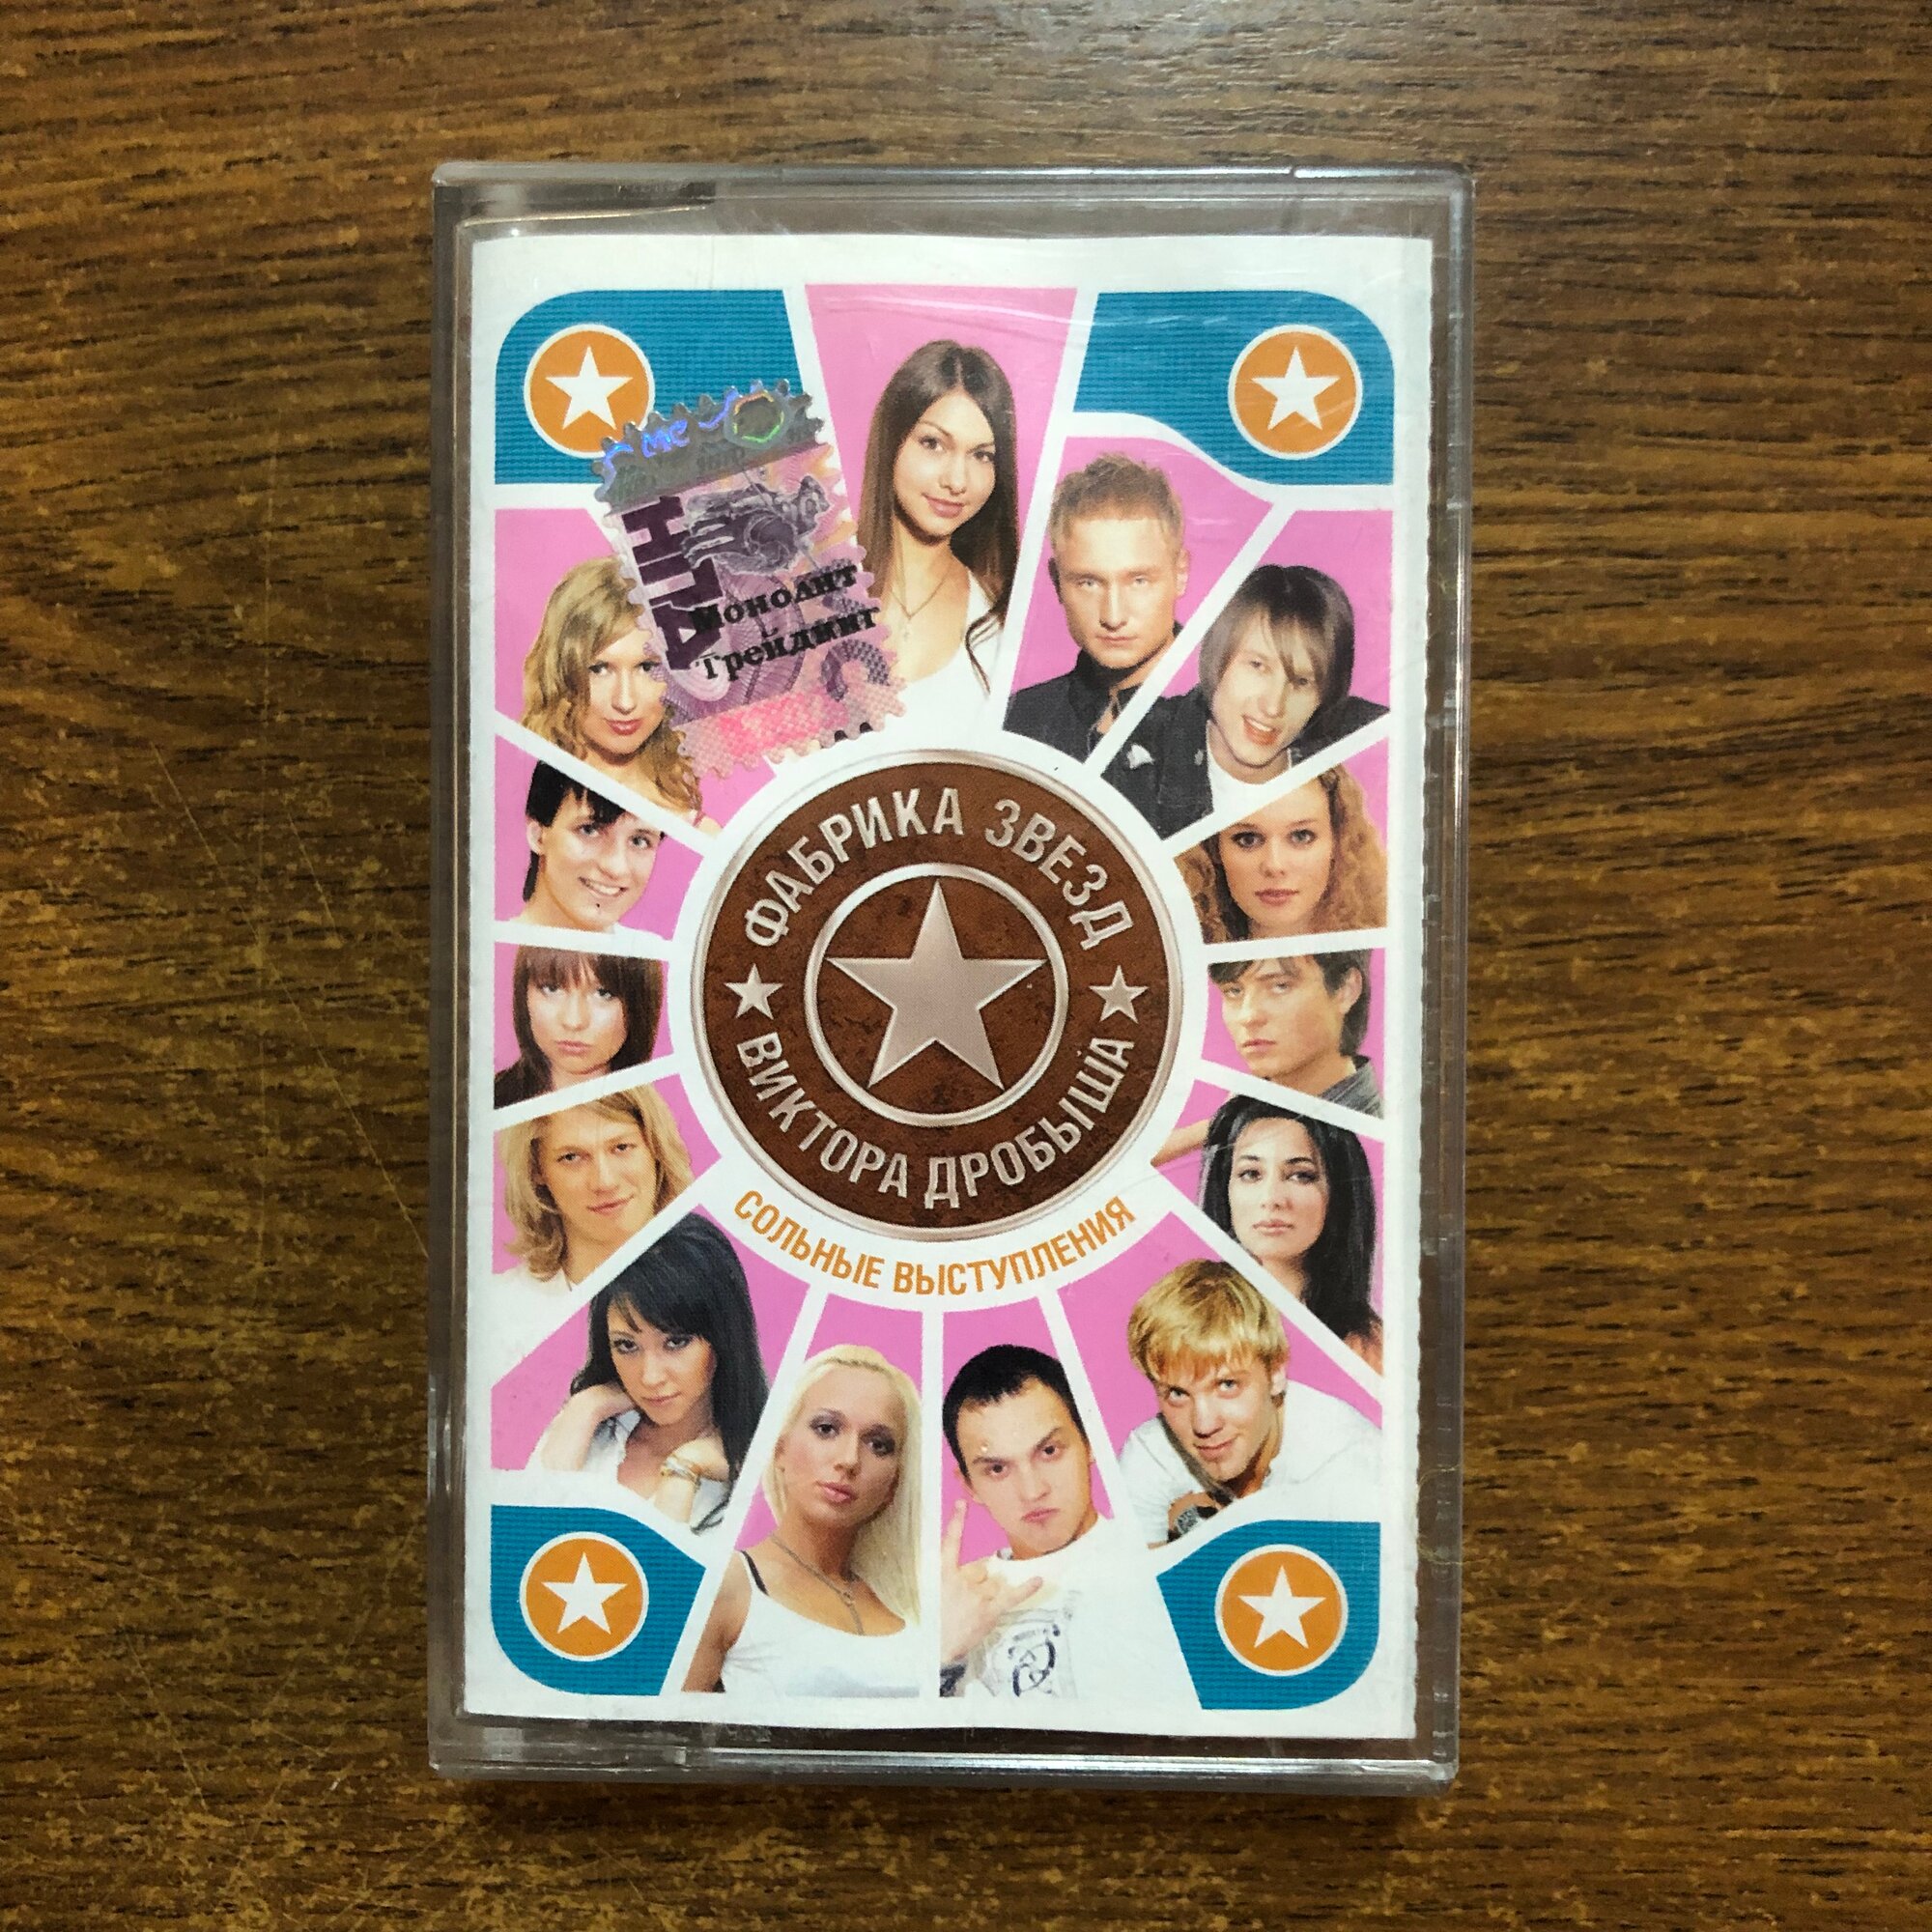 Монолит
Трейдинг
ФАБРИКА ЗВЕЗД
ВИКТОРА ДРОБЫША
СОЛЬНЫЕ ВЫСТУПЛЕНИЯ